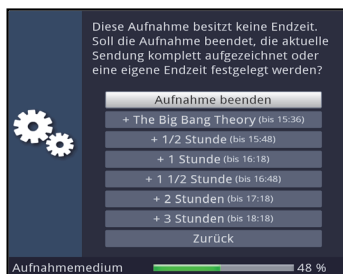 Diese Aufnahme besitzt keine Endzeit.
Soll die Aufnahme beendet, die aktuelle
Sendung komplett aufgezeichnet oder
eine eigene Endzeit festgelegt werden?
Aufnahme beenden
+ The Big Bang Theory (bis 15:36)
+ 1/2 Stunde (bis 15:48)
+ 1 Stunde (bis 16:18)
+ 1 1/2 Stunde (bis 16:48)
+ 2 Stunden (bis 17:18)
+ 3 Stunden (bis 18:18)
Zurück
Aufnahmemedium 48 %